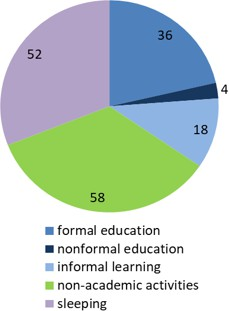 52
36
4
18
58
formal education
nonformal education
informal learning
non-academic activities
sleeping